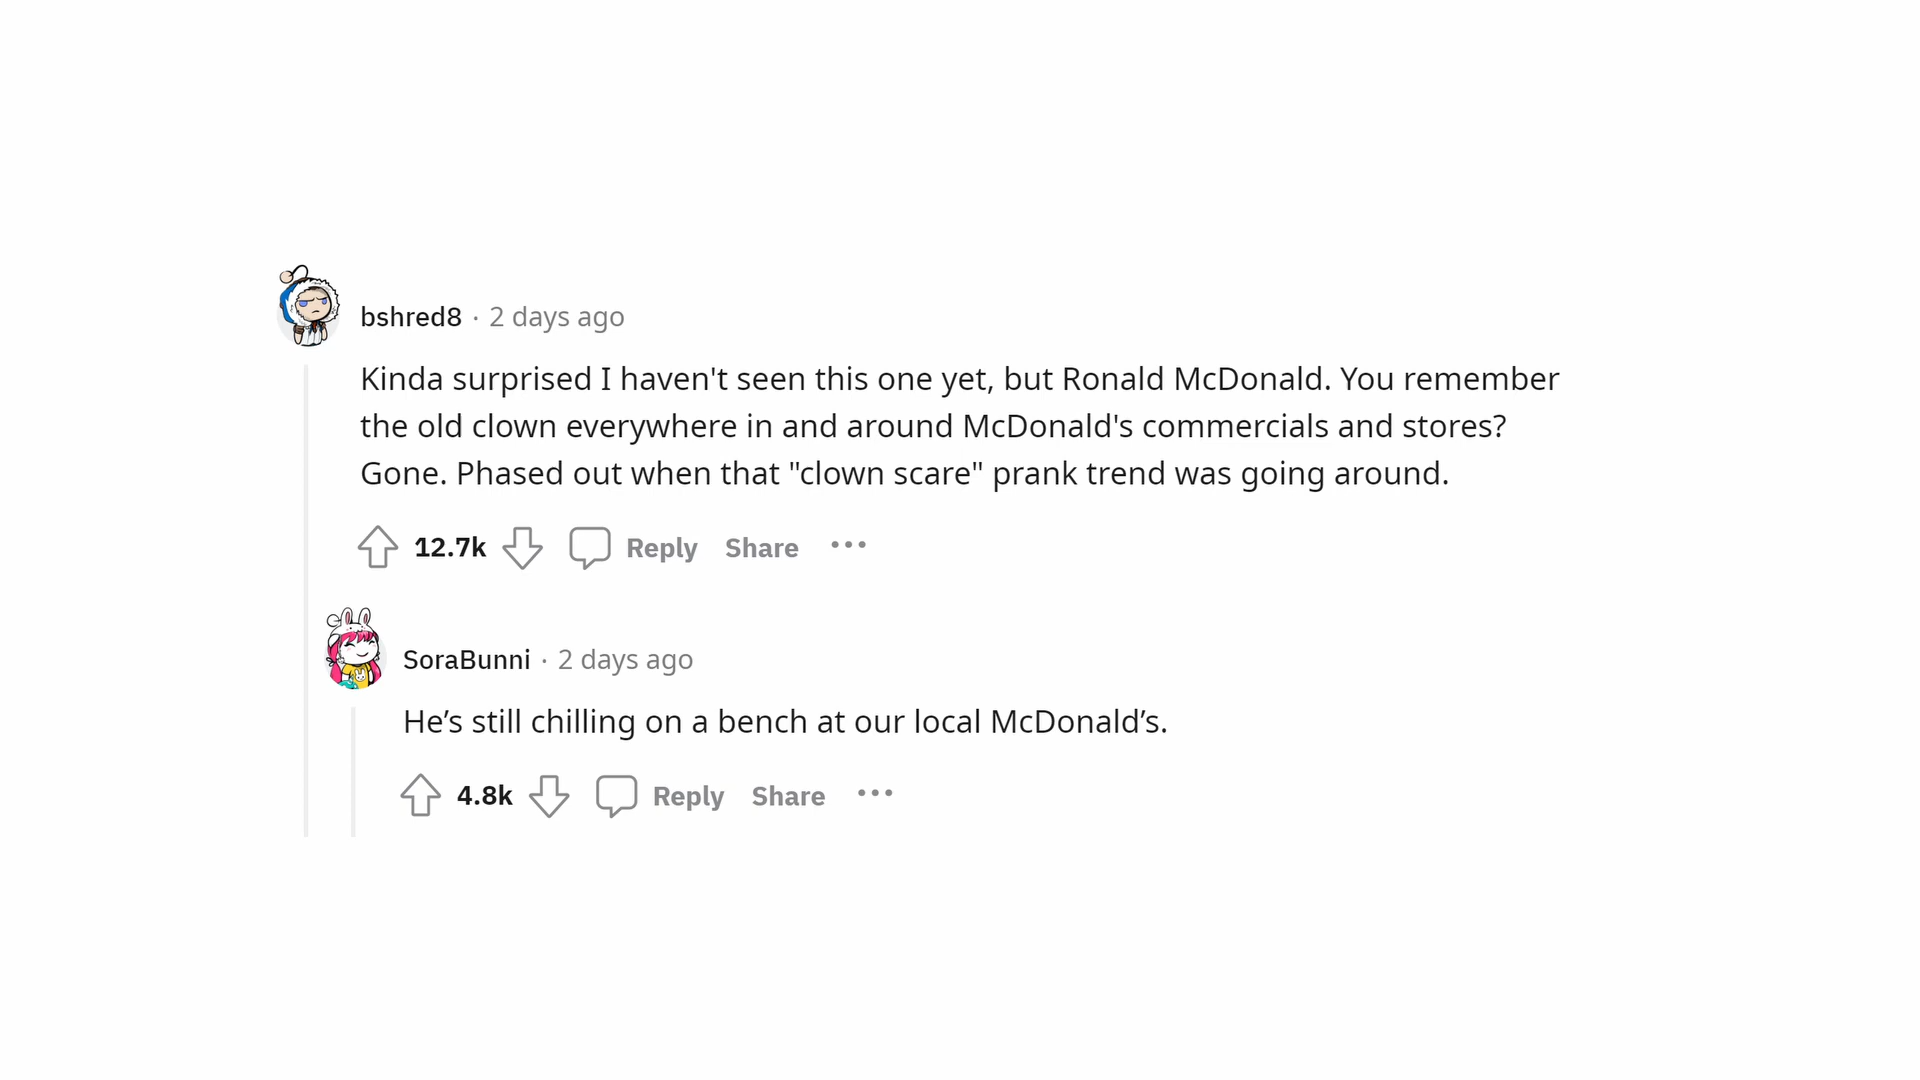 bshred8 · 2 days ago
Kinda surprised I haven't seen this one yet, but Ronald McDonald. You remember
the old clown everywhere in and around McDonald's commercials and stores?
Gone. Phased out when that "clown scare" prank trend was going around.
12.7k Reply Share ···
SoraBunni · 2 days ago
He’s still chilling on a bench at our local McDonald’s.
4.8k Reply Share ···